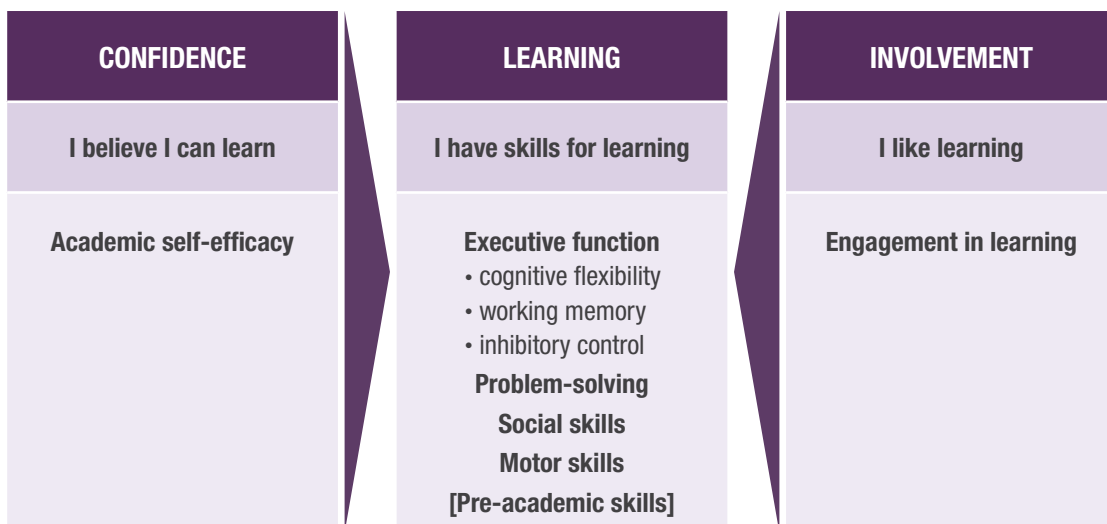 CONFIDENCE
I believe I can learn
Academic self-efficacy
LEARNING
I have skills for learning
Executive function
• cognitive flexibility
• working memory
• inhibitory control
Problem-solving
Social skills
Motor skills
[Pre-academic skills]
INVOLVEMENT
I like learning
Engagement in learning